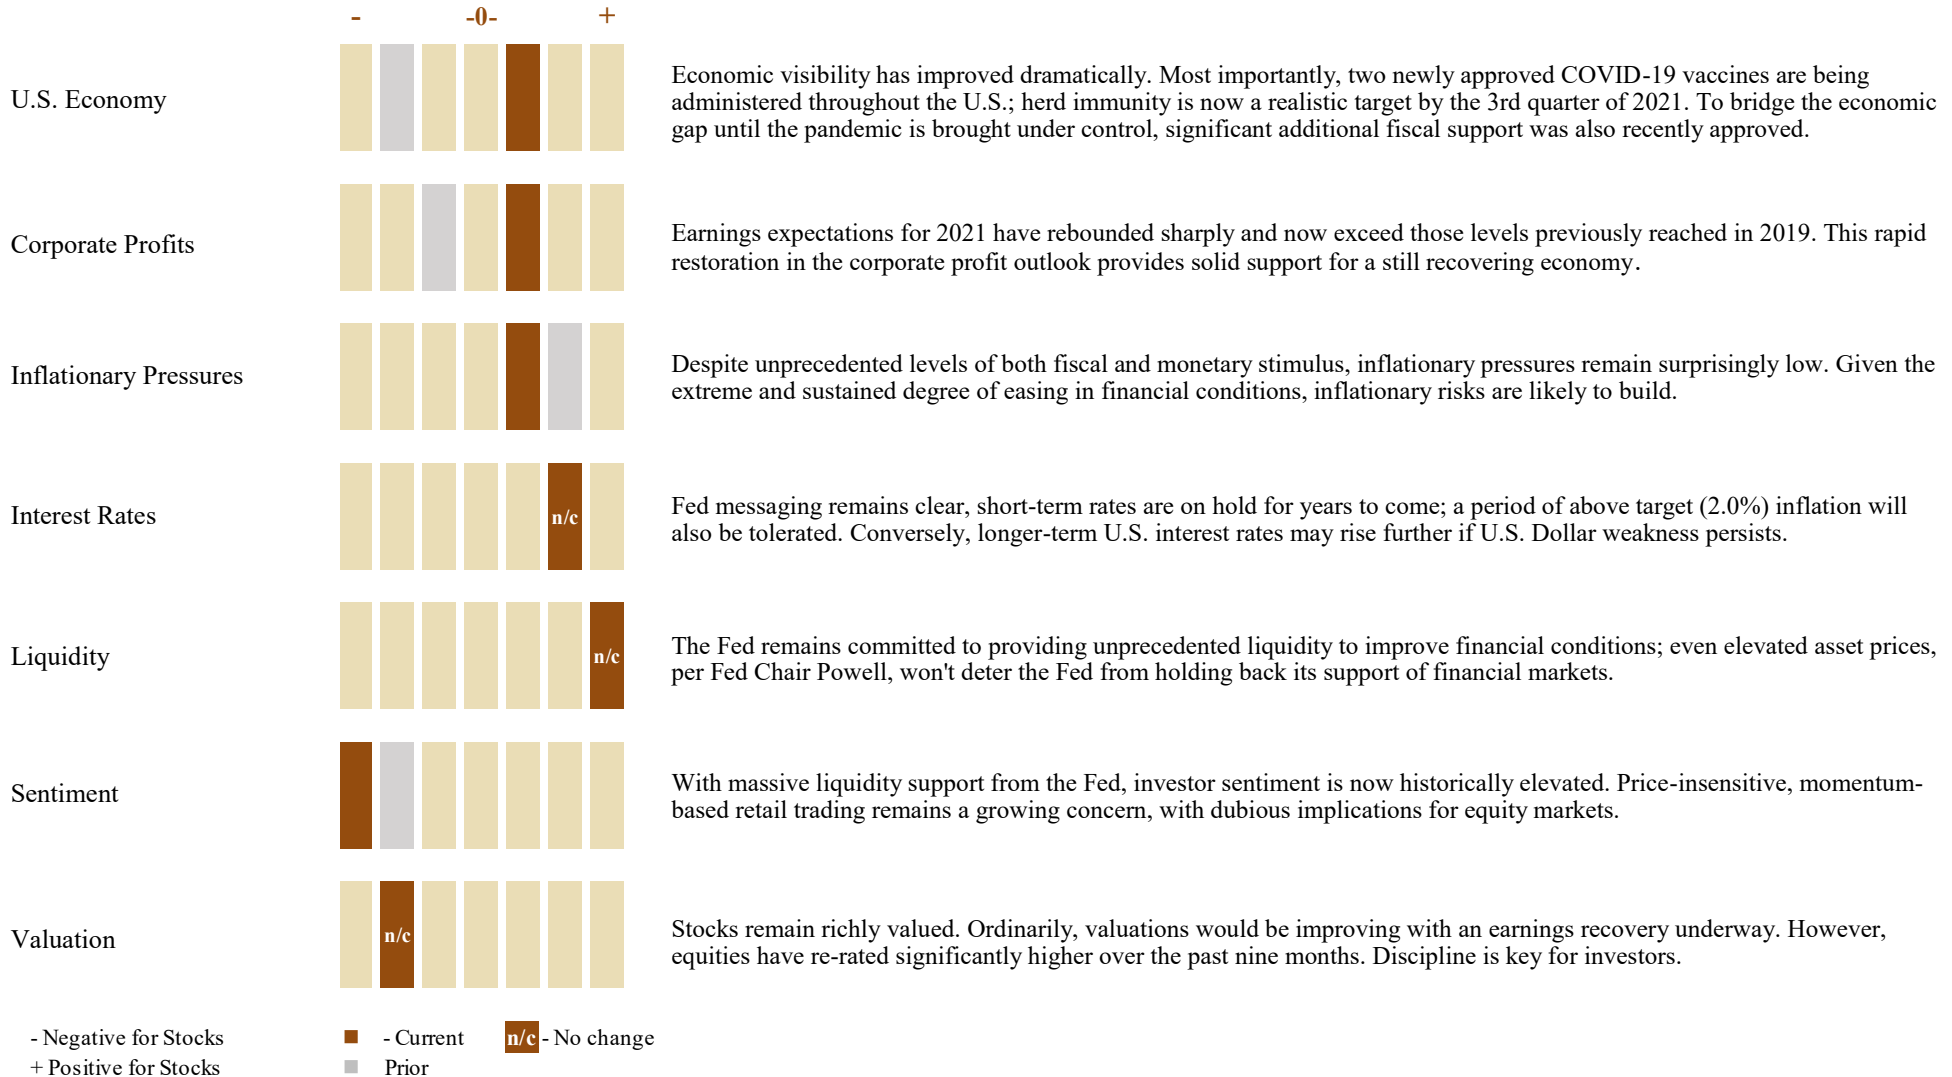 - -0- +
U.S. Economy
Economic visibility has improved dramatically. Most importantly, two newly approved COVID-19 vaccines are being
administered throughout the U.S.; herd immunity is now a realistic target by the 3rd quarter of 2021. To bridge the economic
gap until the pandemic is brought under control, significant additional fiscal support was also recently approved.
Corporate Profits
Earnings expectations for 2021 have rebounded sharply and now exceed those levels previously reached in 2019. This rapid
restoration in the corporate profit outlook provides solid support for a still recovering economy.
Inflationary Pressures
Despite unprecedented levels of both fiscal and monetary stimulus, inflationary pressures remain surprisingly low. Given the
extreme and sustained degree of easing in financial conditions, inflationary risks are likely to build.
Interest Rates
n/c
Fed messaging remains clear, short-term rates are on hold for years to come; a period of above target (2.0%) inflation will
also be tolerated. Conversely, longer-term U.S. interest rates may rise further if U.S. Dollar weakness persists.
Liquidity
n/c
The Fed remains committed to providing unprecedented liquidity to improve financial conditions; even elevated asset prices,
per Fed Chair Powell, won't deter the Fed from holding back its support of financial markets.
Sentiment
With massive liquidity support from the Fed, investor sentiment is now historically elevated. Price-insensitive, momentum-
based retail trading remains a growing concern, with dubious implications for equity markets.
Valuation
n/c
Stocks remain richly valued. Ordinarily, valuations would be improving with an earnings recovery underway. However,
equities have re-rated significantly higher over the past nine months. Discipline is key for investors.
- Negative for Stocks
- Current
n/c - No change
+ Positive for Stocks
Prior